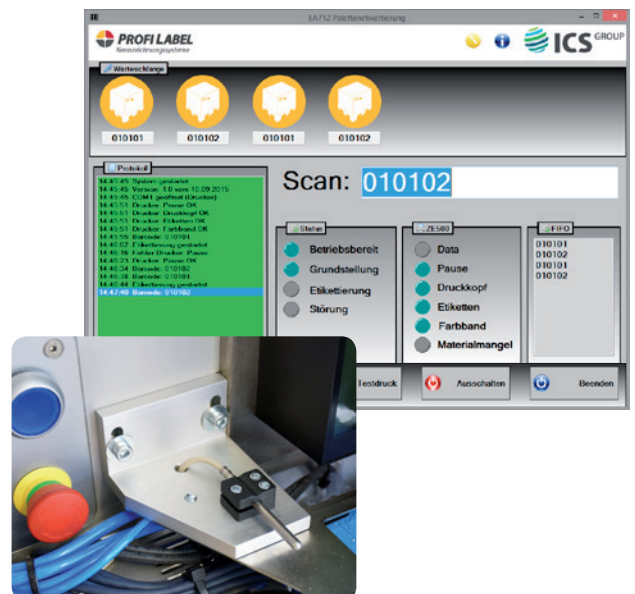 EA712 Palettenetikettierung
PROFI LABEL
Kennzeichnungssysteme
ICS GROUP
Warteschlange
010101
010102
010101
010102
Protokoll
14:45:45 System gestartet
14:45:45 Version: 1.0 vom 10.09.2015
14:45:45 COM1 geöffnet (Drucker)
14:45:51 Drucker: Pause OK
14:45:51 Drucker: Druckkopf OK
14:45:51 Drucker: Etiketten OK
14:45:51 Drucker: Farbband OK
14:45:55 Barcode: 010101
14:46:02 Etikettierung gestartet
14:46:16 Fehler Drucker: Pause
14:46:23 Drucker: Pause OK
14:46:34 Barcode: 010102
14:46:38 Barcode: 010101
14:46:44 Etikettierung gestartet
14:47:40 Barcode: 010102
Scan: 010102
Status
Betriebsbereit
Grundstellung
Etikettierung
Störung
ZE500
Data
Pause
Druckkopf
Etiketten
Farbband
Materialmangel
FIFO
010101
010102
010101
010102
Testdruck
Ausschalten
Beenden